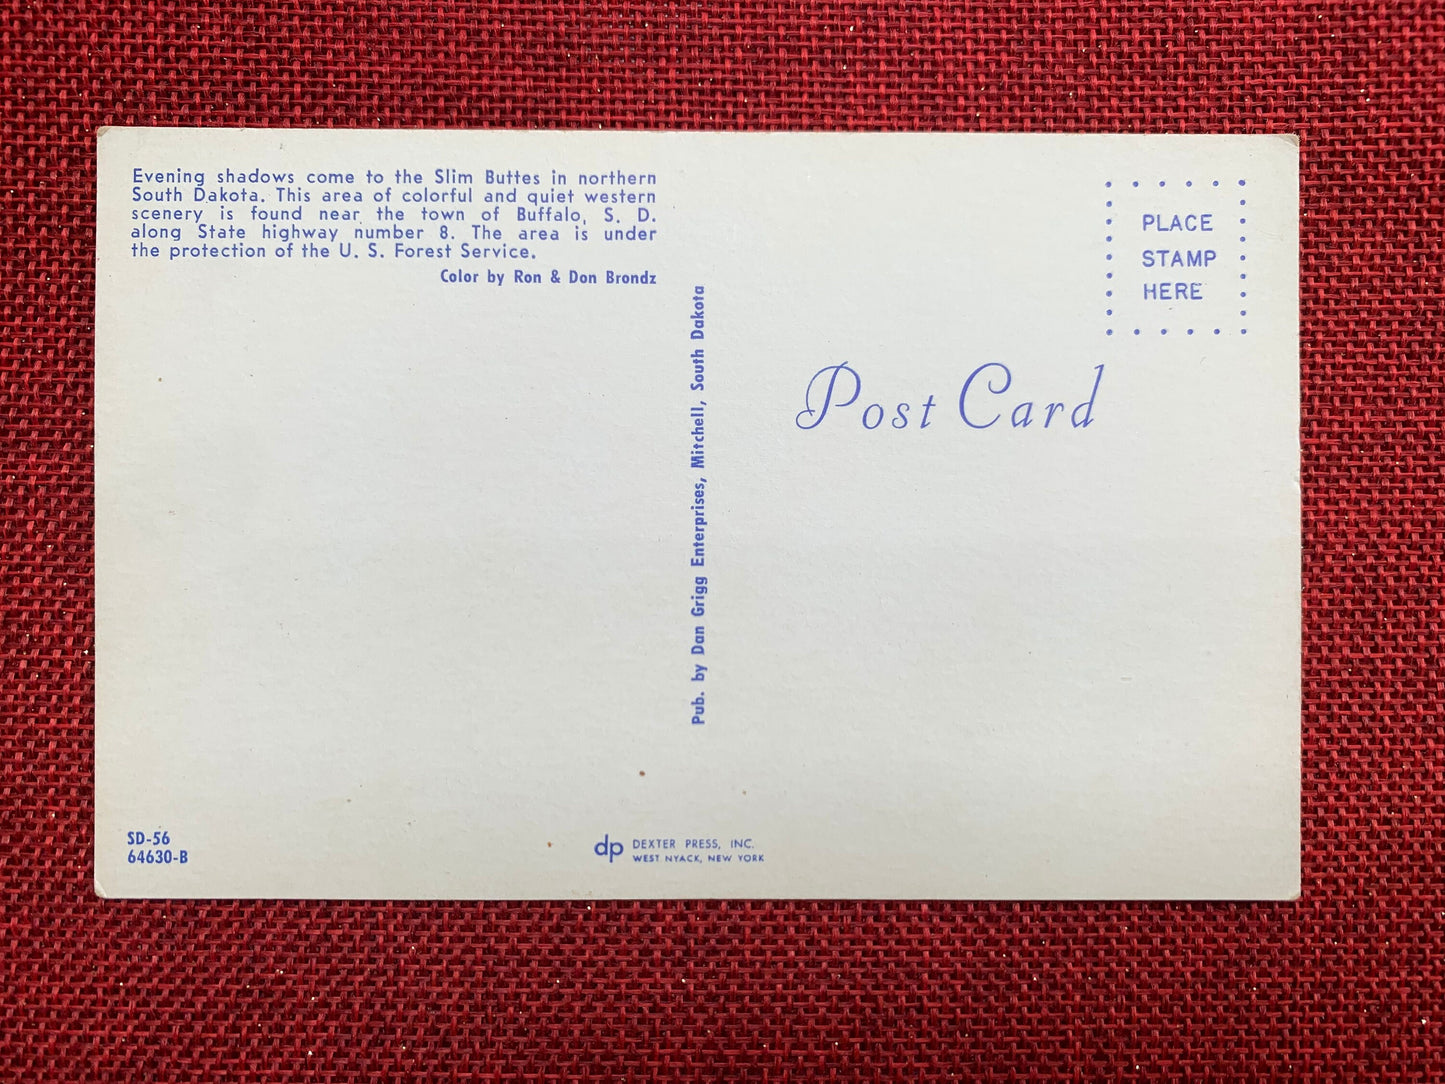 Evening shadows come to the Slim Buttes in northern
South Dakota. This area of colorful and quiet western
scenery is found near the town of Buffalo, S. D.
along State highway number 8. The area is under
the protection of the U. S. Forest Service.
Color by Ron & Don Brondz
Pub. by Dan Grigg Enterprises, Mitchell, South Dakota
PLACE
STAMP
HERE
Post Card
SD-56
64630-B
dp DEXTER PRESS, INC.
WEST NYACK, NEW YORK